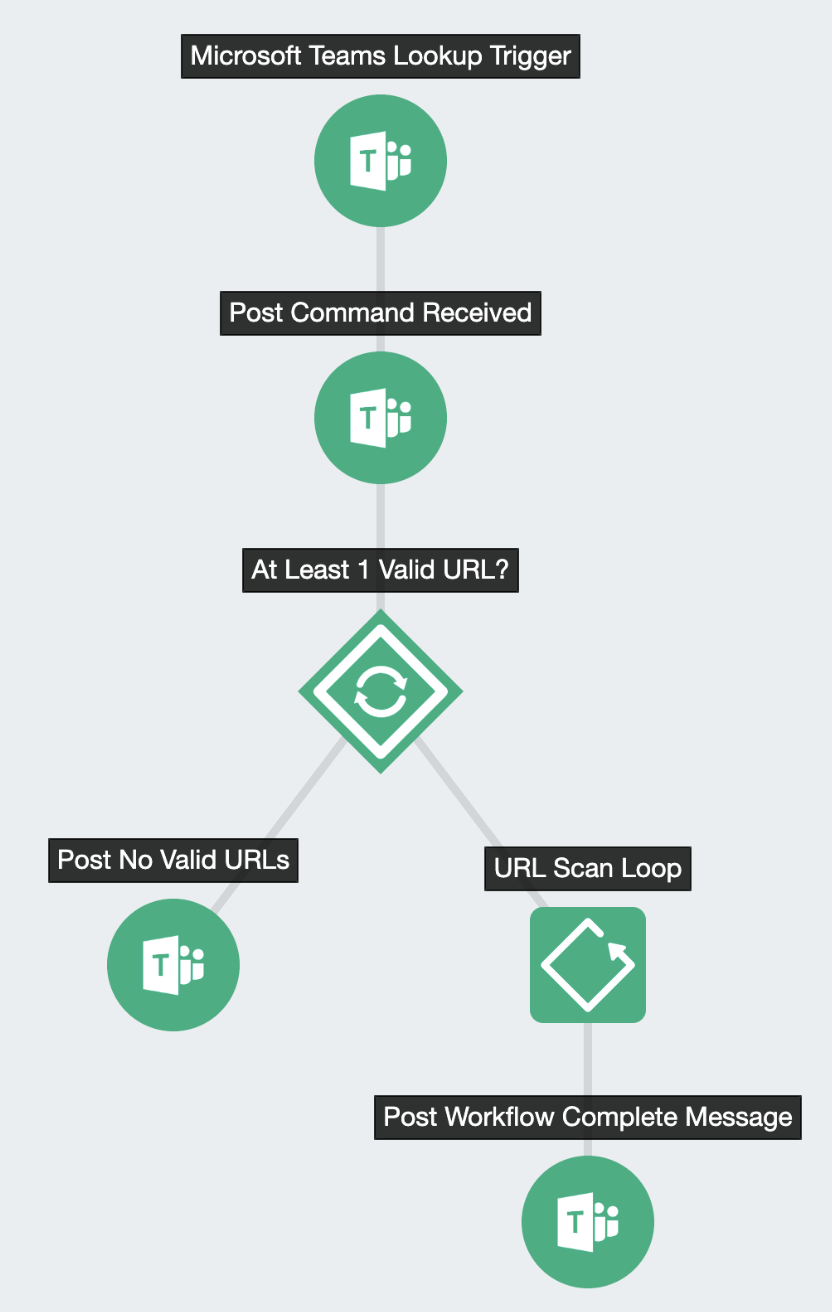 Microsoft Teams Lookup Trigger
T
Post Command Received
T
At Least 1 Valid URL?
Post No Valid URLs
URL Scan Loop
T
Post Workflow Complete Message
T